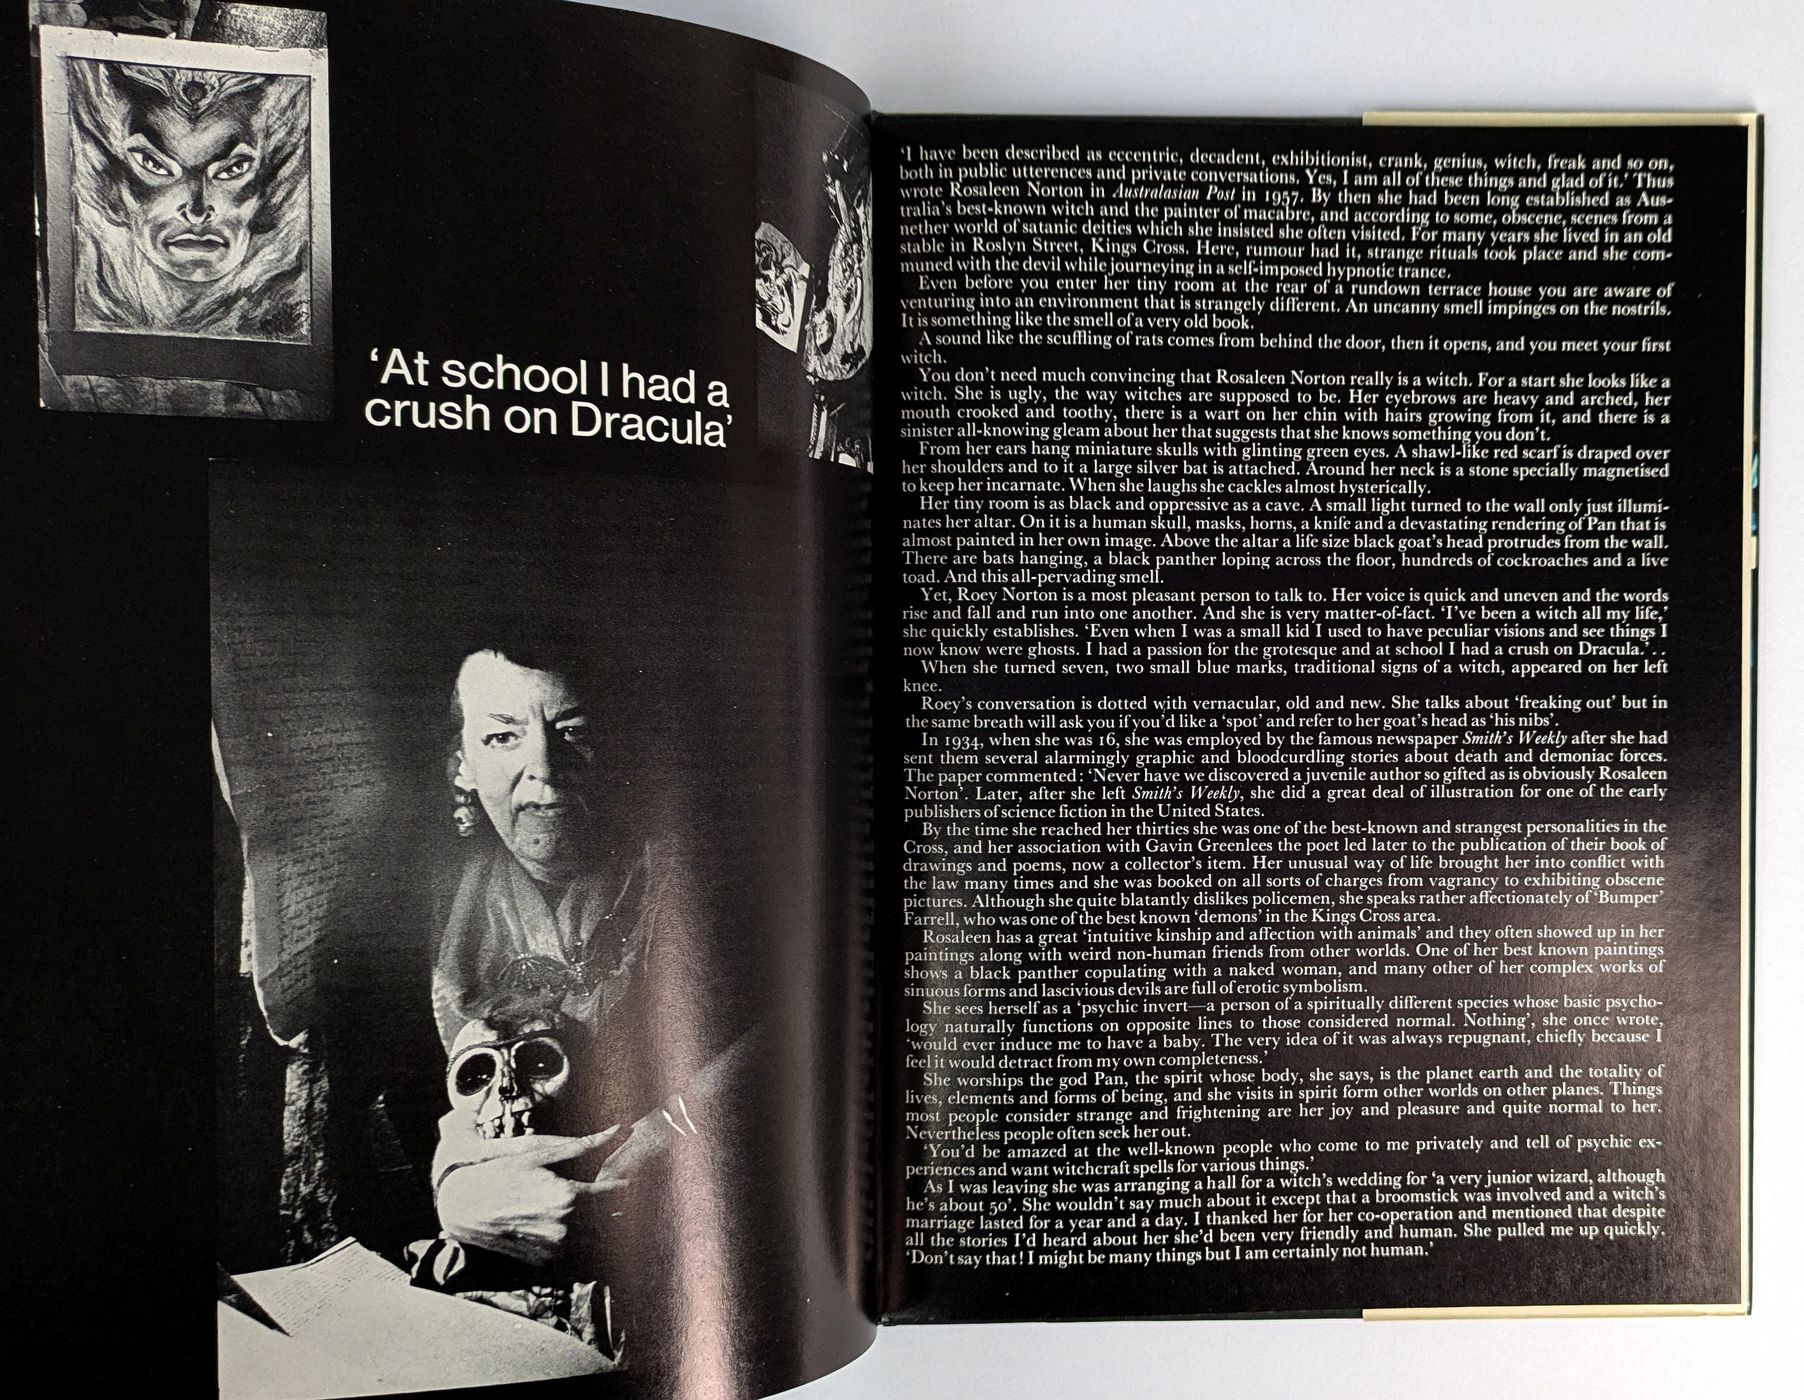 ‘At school I had a
crush on Dracula’
‘I have been described as eccentric, decadent, exhibitionist, crank, genius, witch, freak and so on,
both in public utterences and private conversations. Yes, I am all of these things and glad of it.’ Thus
wrote Rosaleen Norton in Australasian Post in 1957. By then she had been long established as Aus-
tralia’s best-known witch and the painter of macabre, and according to some, obscene, scenes from a
nether world of satanic deities which she insisted she often visited. For many years she lived in an old
stable in Roslyn Street, Kings Cross. Here, rumour had it, strange rituals took place and she com-
muned with the devil while journeying in a self-imposed hypnotic trance.
Even before you enter her tiny room at the rear of a rundown terrace house you are aware of
venturing into an environment that is strangely different. An uncanny smell impinges on the nostrils.
It is something like the smell of a very old book.
A sound like the scuffling of rats comes from behind the door, then it opens, and you meet your first
witch.
You don’t need much convincing that Rosaleen Norton really is a witch. For a start she looks like a
witch. She is ugly, the way witches are supposed to be. Her eyebrows are heavy and arched, her
mouth crooked and toothy, there is a wart on her chin with hairs growing from it, and there is a
sinister all-knowing gleam about her that suggests that she knows something you don’t.
From her ears hang miniature skulls with glinting green eyes. A shawl-like red scarf is draped over
her shoulders and to it a large silver bat is attached. Around her neck is a stone specially magnetised
to keep her incarnate. When she laughs she cackles almost hysterically.
Her tiny room is as black and oppressive as a cave. A small light turned to the wall only just illumi-
nates her altar. On it is a human skull, masks, horns, a knife and a devastating rendering of Pan that is
almost painted in her own image. Above the altar a life size black goat’s head protrudes from the wall.
There are bats hanging, a black panther loping across the floor, hundreds of cockroaches and a live
toad. And this all-pervading smell.
Yet, Roey Norton is a most pleasant person to talk to. Her voice is quick and uneven and the words
rise and fall and run into one another. And she is very matter-of-fact. ‘I’ve been a witch all my life,’
she quickly establishes. ‘Even when I was a small kid I used to have peculiar visions and see things I
now know were ghosts. I had a passion for the grotesque and at school I had a crush on Dracula.’. .
When she turned seven, two small blue marks, traditional signs of a witch, appeared on her left
knee.
Roey’s conversation is dotted with vernacular, old and new. She talks about ‘freaking out’ but in
the same breath will ask you if you’d like a ‘spot’ and refer to her goat’s head as ‘his nibs’.
In 1934, when she was 16, she was employed by the famous newspaper Smith’s Weekly after she had
sent them several alarmingly graphic and bloodcurdling stories about death and demoniac forces.
The paper commented: ‘Never have we discovered a juvenile author so gifted as is obviously Rosaleen
Norton’. Later, after she left Smith’s Weekly, she did a great deal of illustration for one of the early
publishers of science fiction in the United States.
By the time she reached her thirties she was one of the best-known and strangest personalities in the
Cross, and her association with Gavin Greenlees the poet led later to the publication of their book of
drawings and poems, now a collector’s item. Her unusual way of life brought her into conflict with
the law many times and she was booked on all sorts of charges from vagrancy to exhibiting obscene
pictures. Although she quite blatantly dislikes policemen, she speaks rather affectionately of ‘Bumper’
Farrell, who was one of the best known ‘demons’ in the Kings Cross area.
Rosaleen has a great ‘intuitive kinship and affection with animals’ and they often showed up in her
paintings along with weird non-human friends from other worlds. One of her best known paintings
shows a black panther copulating with a naked woman, and many other of her complex works of
sinuous forms and lascivious devils are full of erotic symbolism.
She sees herself as a ‘psychic invert—a person of a spiritually different species whose basic psycho-
logy naturally functions on opposite lines to those considered normal. Nothing’, she once wrote,
‘would ever induce me to have a baby. The very idea of it was always repugnant, chiefly because I
feel it would detract from my own completeness.’
She worships the god Pan, the spirit whose body, she says, is the planet earth and the totality of
lives, elements and forms of being, and she visits in spirit form other worlds on other planes. Things
most people consider strange and frightening are her joy and pleasure and quite normal to her.
Nevertheless people often seek her out.
‘You’d be amazed at the well-known people who come to me privately and tell of psychic ex-
periences and want witchcraft spells for various things.’
As I was leaving she was arranging a hall for a witch’s wedding for ‘a very junior wizard, although
he’s about 50’. She wouldn’t say much about it except that a broomstick was involved and a witch’s
marriage lasted for a year and a day. I thanked her for her co-operation and mentioned that despite
all the stories I’d heard about her she’d been very friendly and human. She pulled me up quickly.
‘Don’t say that! I might be many things but I am certainly not human.’